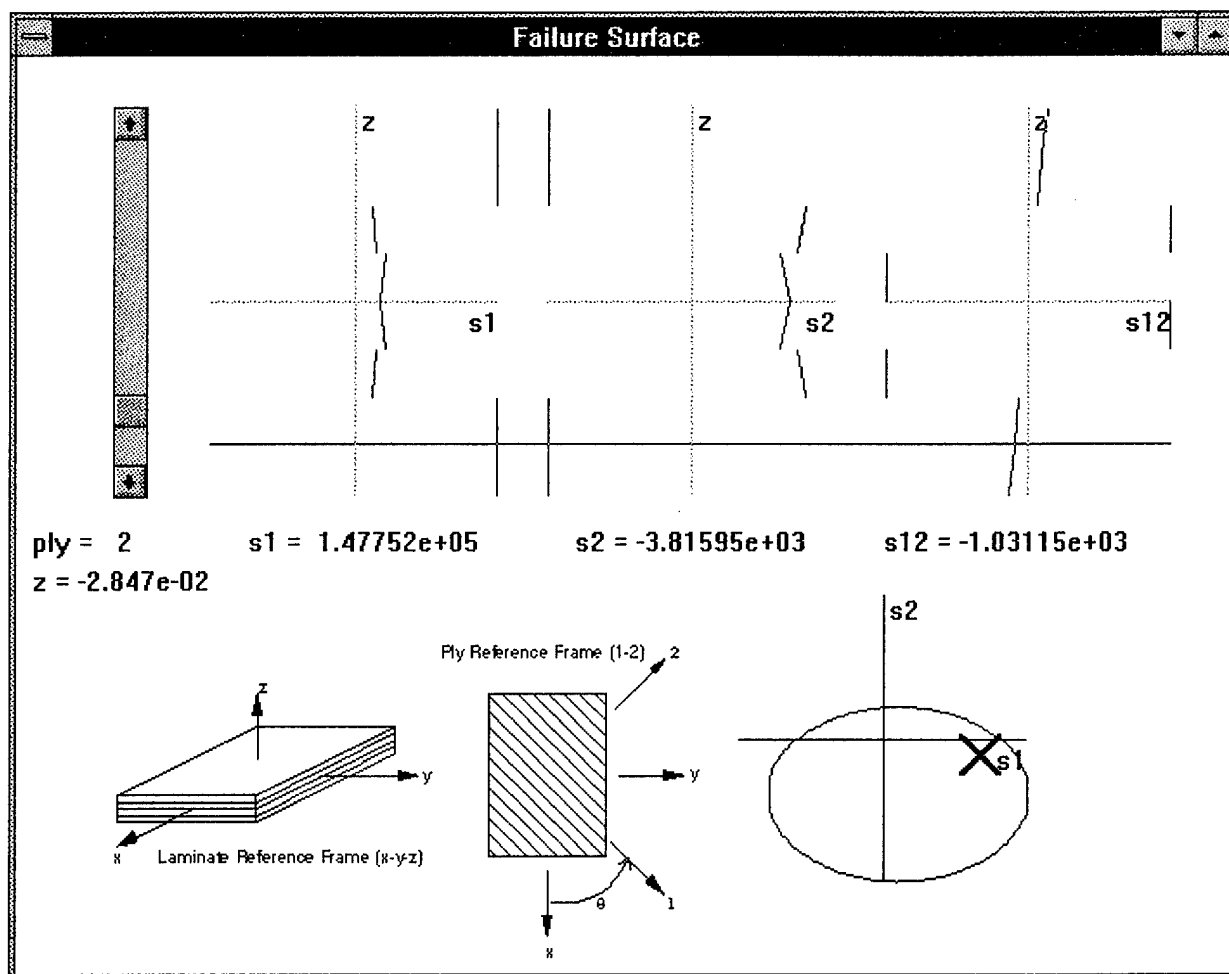 Failure Surface
z z z'
s1 s2 s12
ply = 2 s1 = 1.47752e+05 s2 = -3.81595e+03 s12 = -1.03115e+03
z = -2.847e-02
s2
Ply Reference Frame (1-2) 2
z
y y
s1
x Laminate Reference Frame (x-y-z)
θ 1
x